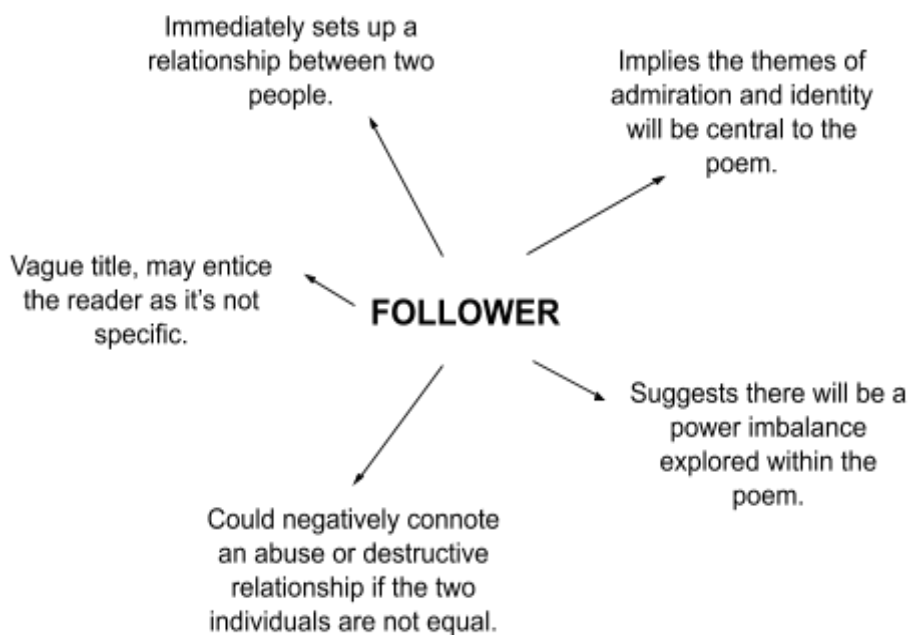 Immediately sets up a
relationship between two
people.
Implies the themes of
admiration and identity
will be central to the
poem.
Vague title, may entice
the reader as it's not
specific.
FOLLOWER
Suggests there will be a
power imbalance
explored within the
poem.
Could negatively connote
an abuse or destructive
relationship if the two
individuals are not equal.